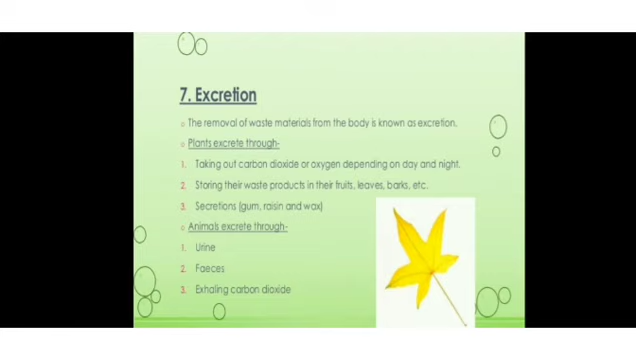 7. Excretion
The removal of waste materials from the body is known as excretion.
Plants excrete through-
1. Taking out carbon dioxide or oxygen depending on day and night.
2. Storing their waste products in their fruits, leaves, barks, etc.
3. Secretions (gum, raisin and wax)
Animals excrete through-
1. Urine
2. Faeces
3. Exhaling carbon dioxide